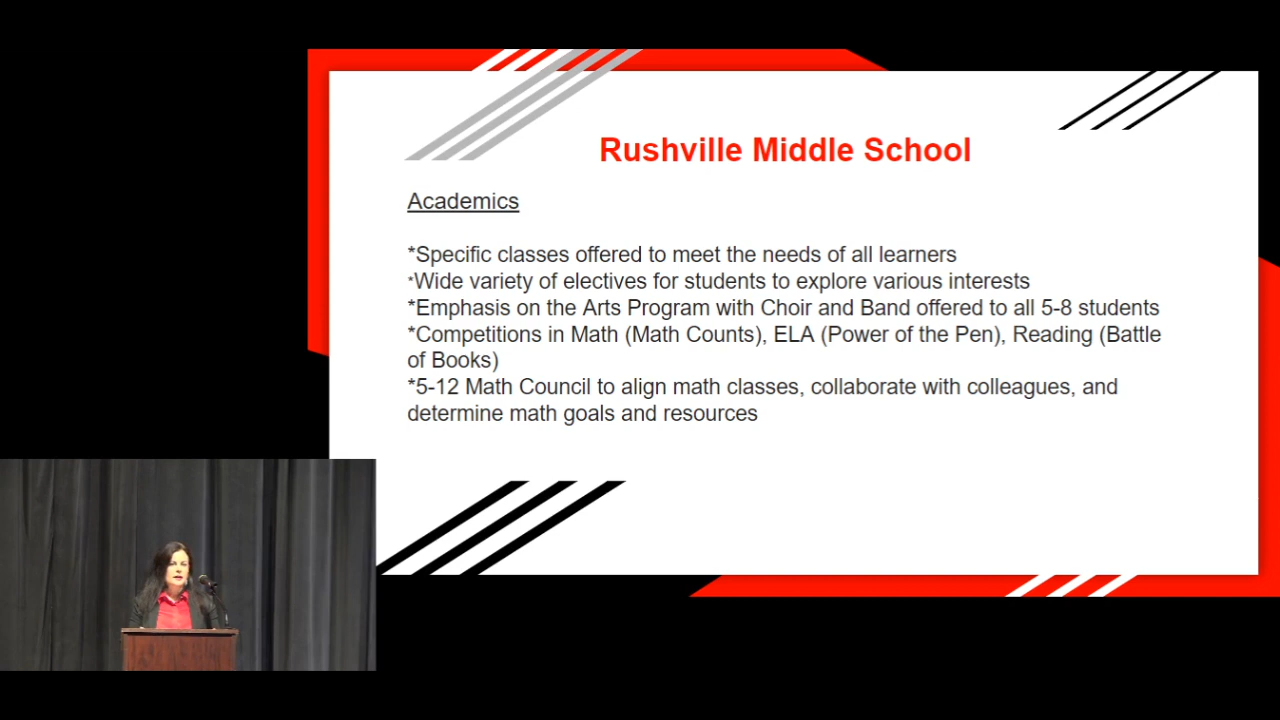 Rushville Middle School
Academics
*Specific classes offered to meet the needs of all learners
*Wide variety of electives for students to explore various interests
*Emphasis on the Arts Program with Choir and Band offered to all 5-8 students
*Competitions in Math (Math Counts), ELA (Power of the Pen), Reading (Battle
of Books)
*5-12 Math Council to align math classes, collaborate with colleagues, and
determine math goals and resources